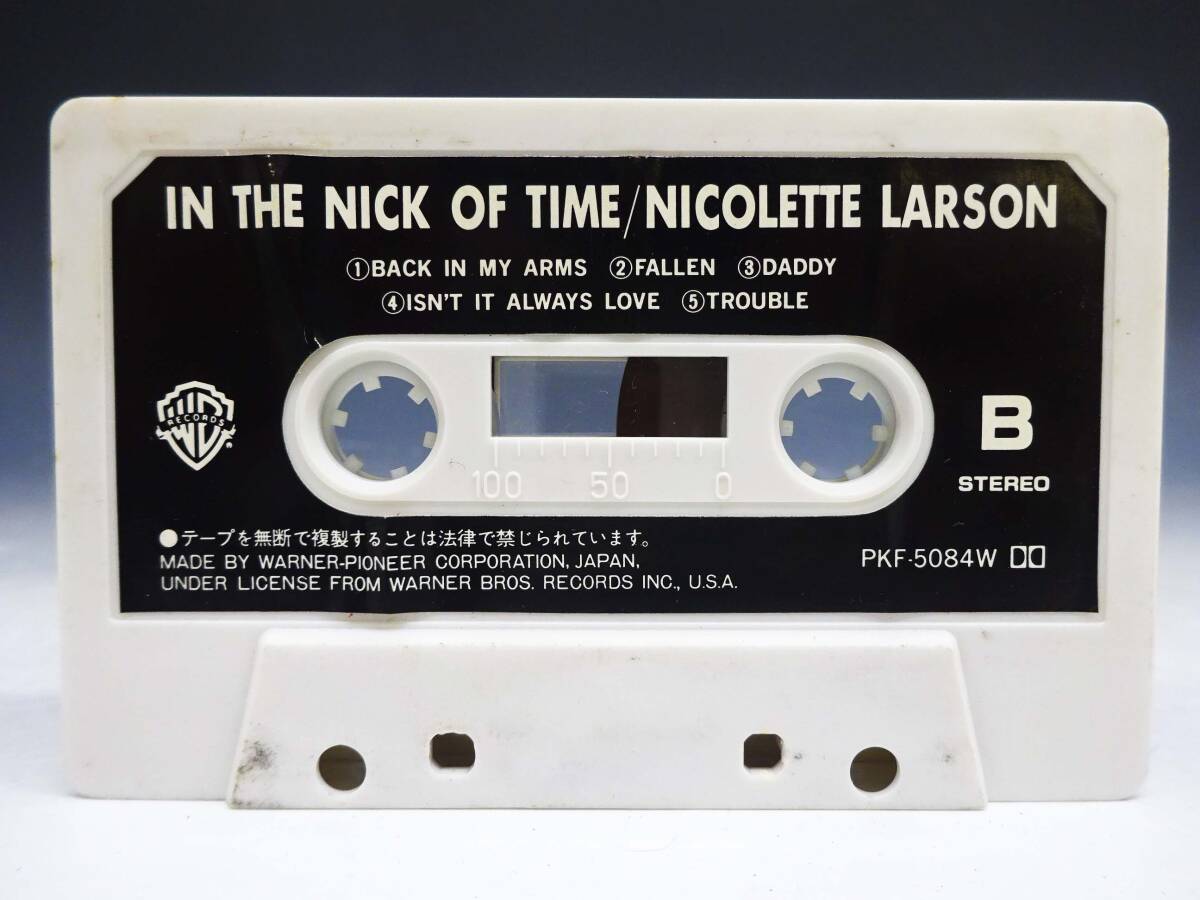 IN THE NICK OF TIME/NICOLETTE LARSON
①BACK IN MY ARMS ②FALLEN ③DADDY
④ISN'T IT ALWAYS LOVE ⑤TROUBLE
WB RECORDS ®
B
STEREO
100 50 0
●テープを無断で複製することは法律で禁じられています。
MADE BY WARNER-PIONEER CORPORATION, JAPAN,
UNDER LICENSE FROM WARNER BROS. RECORDS INC., U.S.A.
PKF-5084W